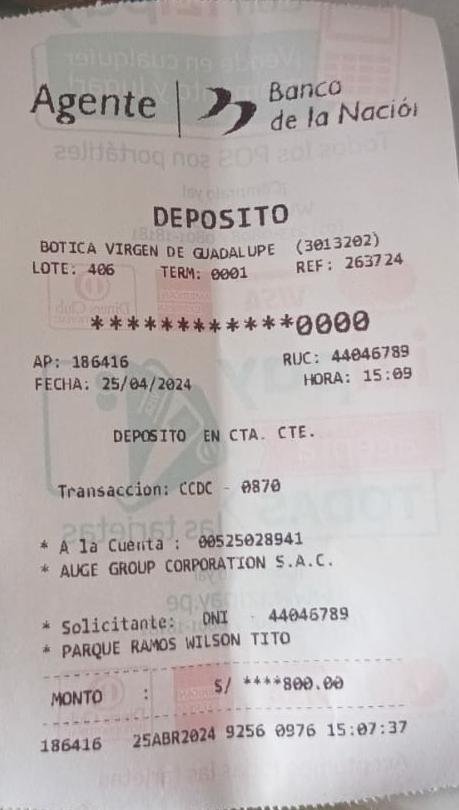 Agente | Banco
de la Nación
DEPOSITO
BOTICA VIRGEN DE GUADALUPE (3013202)
LOTE: 406 TERM: 0001 REF: 263724
************0000
AP: 186416 RUC: 44046789
FECHA: 25/04/2024 HORA: 15:09
DEPOSITO EN CTA. CTE.
Transaccion: CCDC - 0870
* A la Cuenta : 00525028941
* AUGE GROUP CORPORATION S.A.C.
* Solicitante: DNI 44046789
* PARQUE RAMOS WILSON TITO
MONTO : S/ ****800.00
186416 25ABR2024 9256 0976 15:07:37